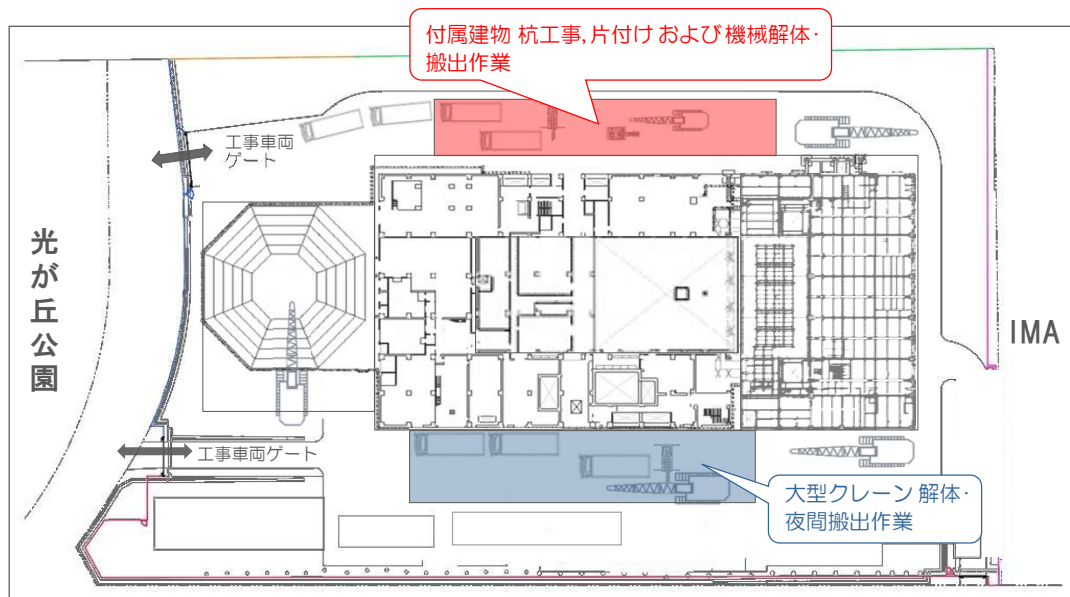 付属建物 杭工事,片付け および 機械解体・
搬出作業
工事車両
ゲート
光が丘公園
IMA
工事車両ゲート
大型クレーン 解体・
夜間搬出作業